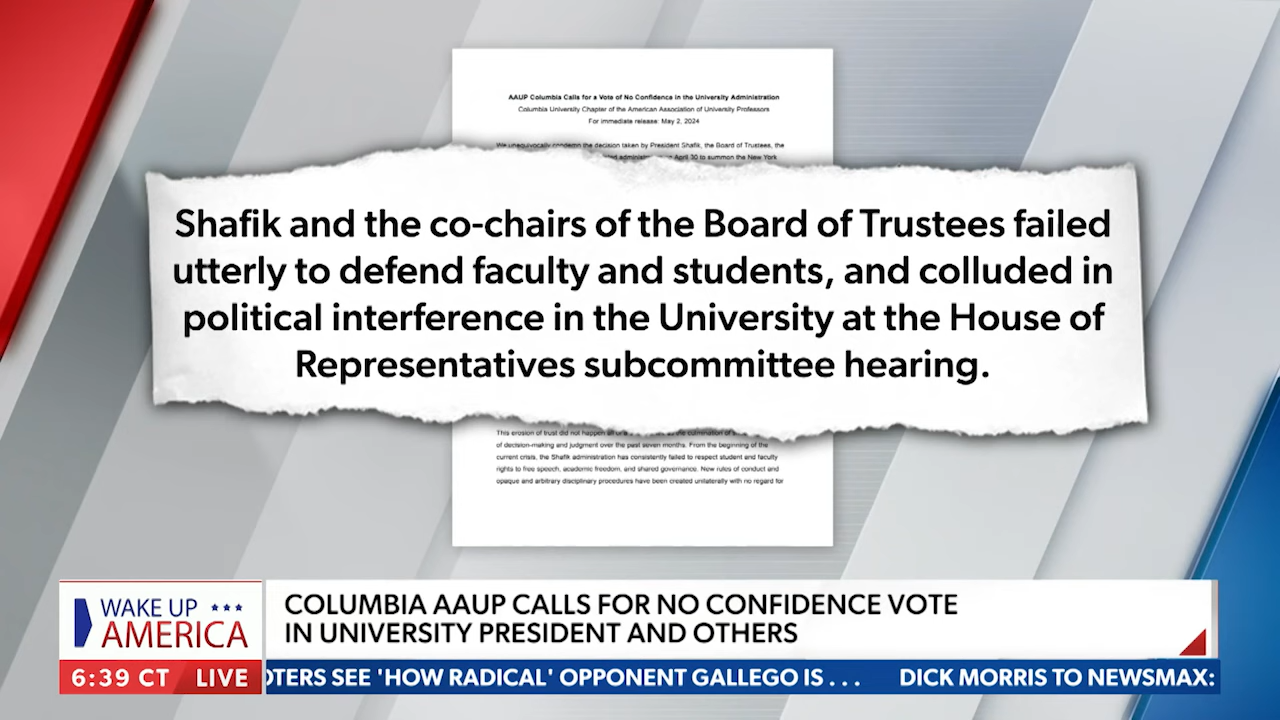 AAUP Columbia Calls for a Vote of No Confidence in the University Administration
Columbia University Chapter of the American Association of University Professors
For immediate release: May 2, 2024
We unequivocally condemn the decision taken by President Shafik, the Board of Trustees, the
April 30 to summon the New York
Shafik and the co-chairs of the Board of Trustees failed
utterly to defend faculty and students, and colluded in
political interference in the University at the House of
Representatives subcommittee hearing.
This erosion of trust did not happen
of decision-making and judgment over the past seven months. From the beginning of the
current crisis, the Shafik administration has consistently failed to respect student and faculty
rights to free speech, academic freedom, and shared governance. New rules of conduct and
opaque and arbitrary disciplinary procedures have been created unilaterally with no regard for
WAKE UP
AMERICA
COLUMBIA AAUP CALLS FOR NO CONFIDENCE VOTE
IN UNIVERSITY PRESIDENT AND OTHERS
6:39 CT LIVE
OTERS SEE 'HOW RADICAL' OPPONENT GALLEGO IS . . . DICK MORRIS TO NEWSMAX: